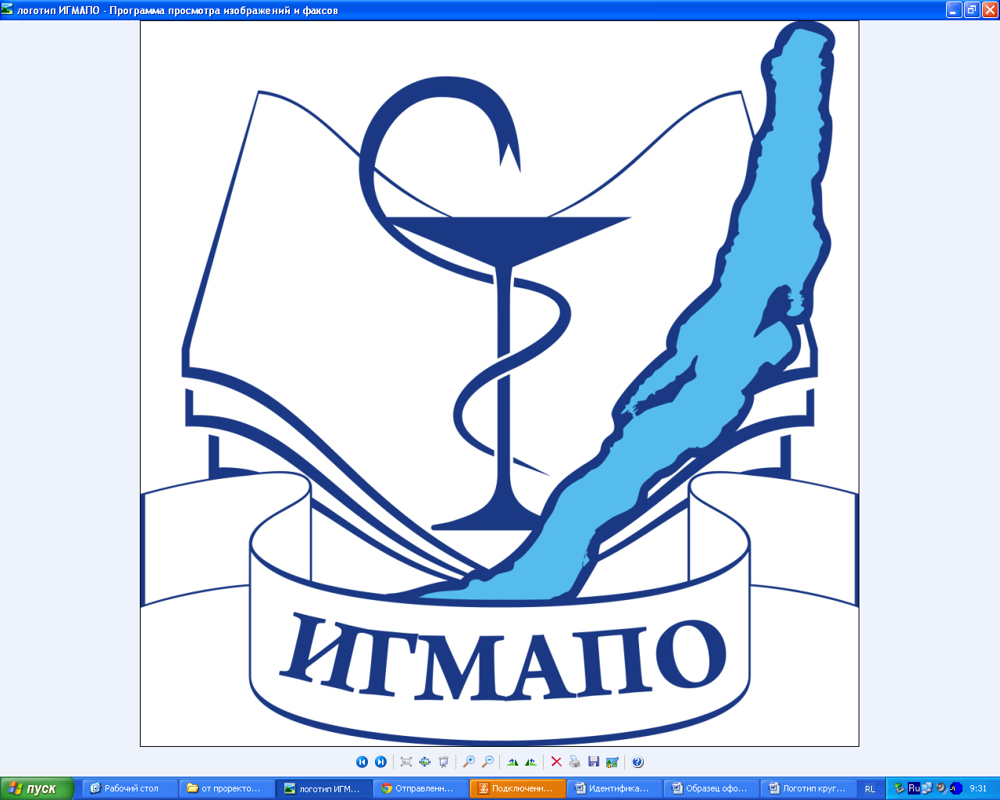 логотип ИГМАПО - Программа просмотра изображений и факсов
ИГМАПО
пуск
Рабочий стол
от проректо...
логотип ИГМ...
Отправленн...
Подключени...
Идентифика...
Образец офо...
Логотип круг...
RL
Ru
9:31